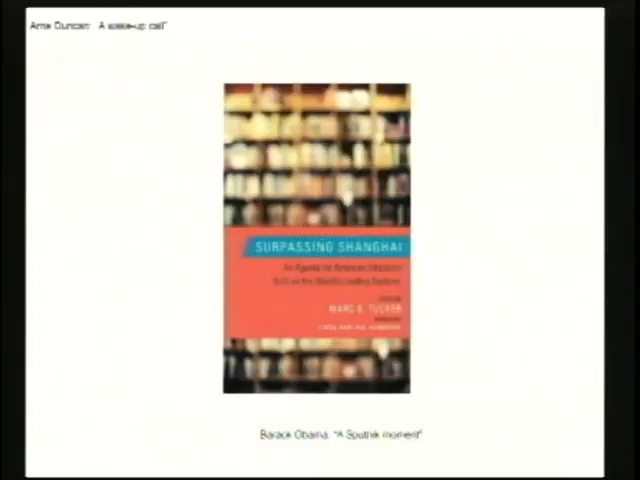 Arne Duncan: "A wake-up call"
SURPASSING SHANGHAI
An Agenda for American Education
Built on the World's Leading Systems
MARC S. TUCKER
Barack Obama: "A Sputnik moment"